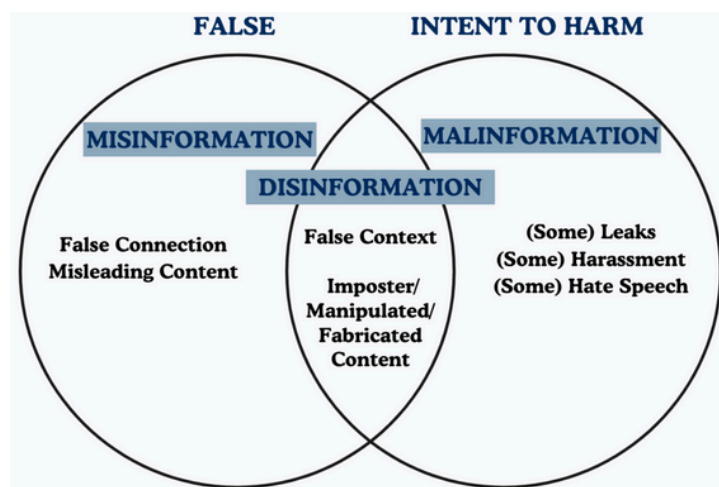 FALSE
INTENT TO HARM
MISINFORMATION
MALINFORMATION
DISINFORMATION
False Connection
Misleading Content
False Context
Imposter/
Manipulated/
Fabricated
Content
(Some) Leaks
(Some) Harassment
(Some) Hate Speech